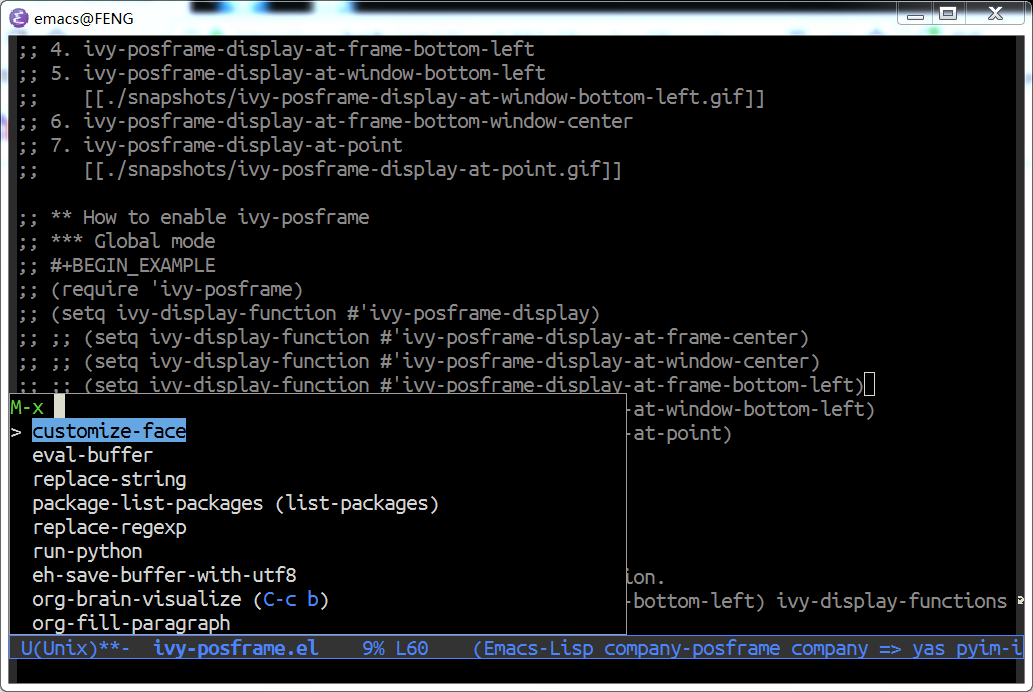 emacs@FENG
;; 4. ivy-posframe-display-at-frame-bottom-left
;; 5. ivy-posframe-display-at-window-bottom-left
;;    [[./snapshots/ivy-posframe-display-at-window-bottom-left.gif]]
;; 6. ivy-posframe-display-at-frame-bottom-window-center
;; 7. ivy-posframe-display-at-point
;;    [[./snapshots/ivy-posframe-display-at-point.gif]]
;; ** How to enable ivy-posframe
;; *** Global mode
;; #+BEGIN_EXAMPLE
;; (require 'ivy-posframe)
;; (setq ivy-display-function #'ivy-posframe-display)
;; ;; (setq ivy-display-function #'ivy-posframe-display-at-frame-center)
;; ;; (setq ivy-display-function #'ivy-posframe-display-at-window-center)
;; ;; (setq ivy-display-function #'ivy-posframe-display-at-frame-bottom-left)
-at-window-bottom-left)
-at-point)
M-x
> customize-face
eval-buffer
replace-string
package-list-packages (list-packages)
replace-regexp
run-python
eh-save-buffer-with-utf8
org-brain-visualize (C-c b)
org-fill-paragraph
ion.
-bottom-left) ivy-display-functions
U(Unix)**-  ivy-posframe.el    9% L60    (Emacs-Lisp company-posframe company => yas pyim-i